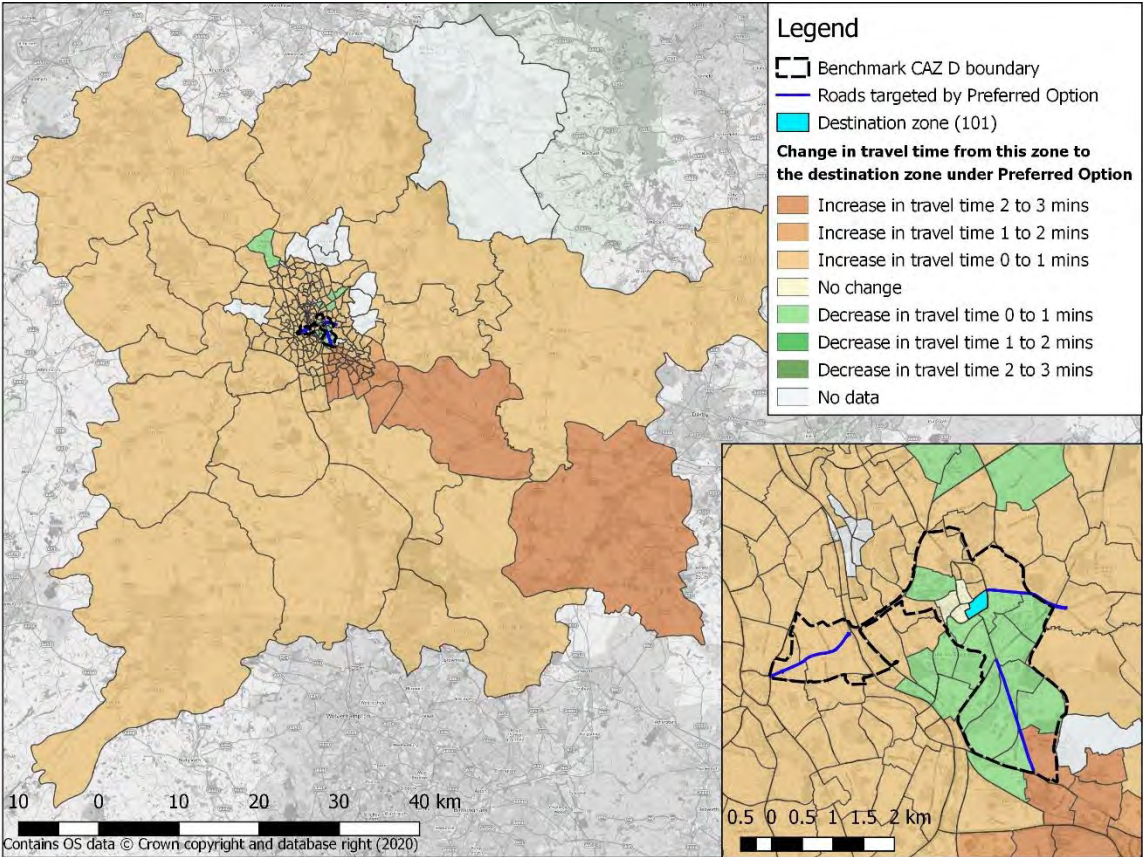 Legend
Benchmark CAZ D boundary
Roads targeted by Preferred Option
Destination zone (101)
Change in travel time from this zone to
the destination zone under Preferred Option
Increase in travel time 2 to 3 mins
Increase in travel time 1 to 2 mins
Increase in travel time 0 to 1 mins
No change
Decrease in travel time 0 to 1 mins
Decrease in travel time 1 to 2 mins
Decrease in travel time 2 to 3 mins
No data
Derby
10 0 10 20 30 40 km
Contains OS data © Crown copyright and database right (2020)
0.5 0 0.5 1 1.5 2 km